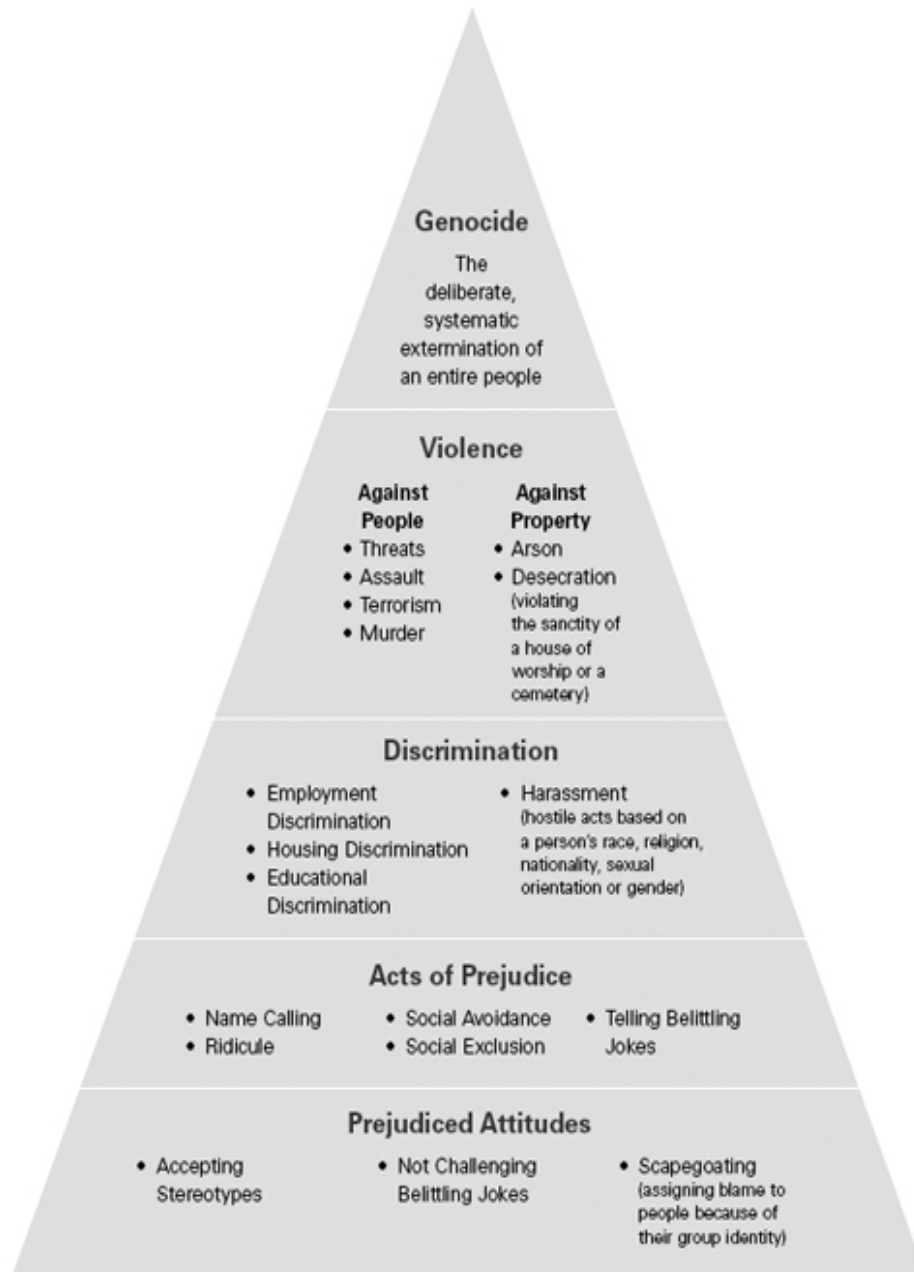 Genocide
The
deliberate,
systematic
extermination of
an entire people
Violence
Against
People
• Threats
• Assault
• Terrorism
• Murder
Against
Property
• Arson
• Desecration
(violating
the sanctity of
a house of
worship or a
cemetery)
Discrimination
• Employment
Discrimination
• Housing Discrimination
• Educational
Discrimination
• Harassment
(hostile acts based on
a person's race, religion,
nationality, sexual
orientation or gender)
Acts of Prejudice
• Name Calling
• Ridicule
• Social Avoidance
• Social Exclusion
• Telling Belittling
Jokes
Prejudiced Attitudes
• Accepting
Stereotypes
• Not Challenging
Belittling Jokes
• Scapegoating
(assigning blame to
people because of
their group identity)